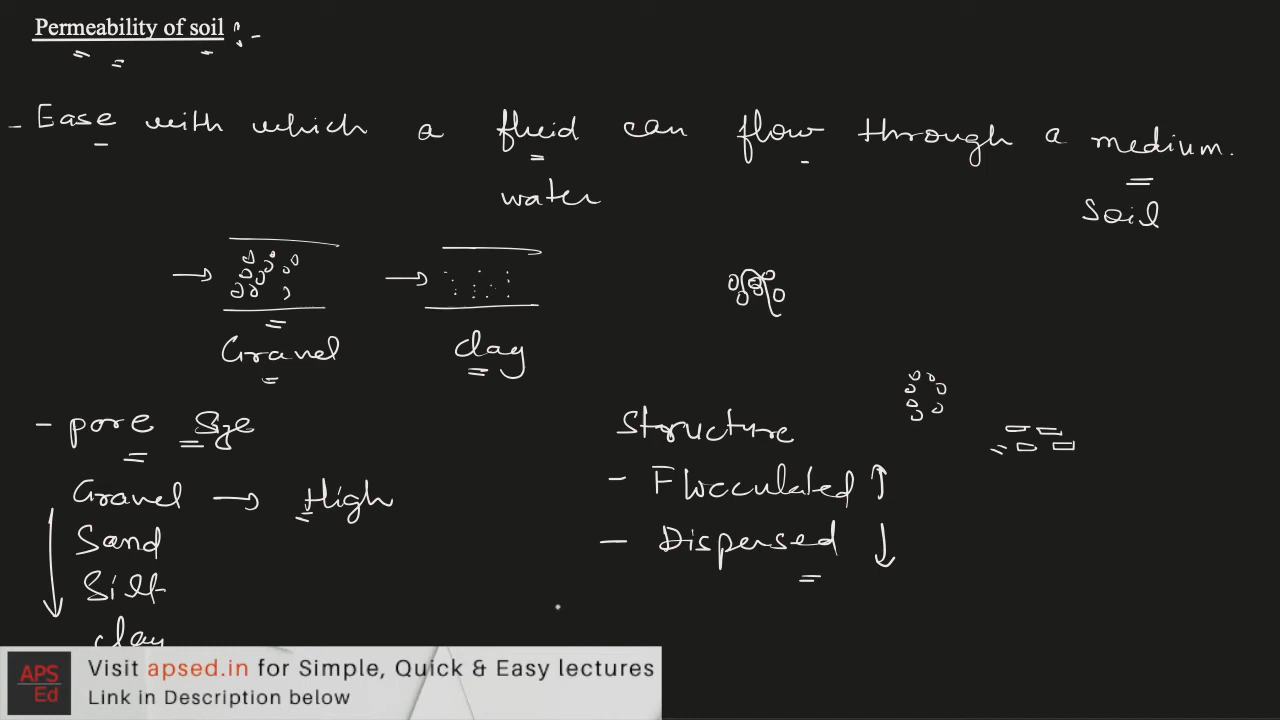 Permeability of soil :-
- Ease with which a fluid can flow through a medium.
water
soil
Gravel
clay
- pore size
Gravel → High
Sand
Silt
clay
Structure
- Flocculated ↑
- Dispersed ↓
APS
Ed
Visit apsed.in for Simple, Quick & Easy lectures
Link in Description below